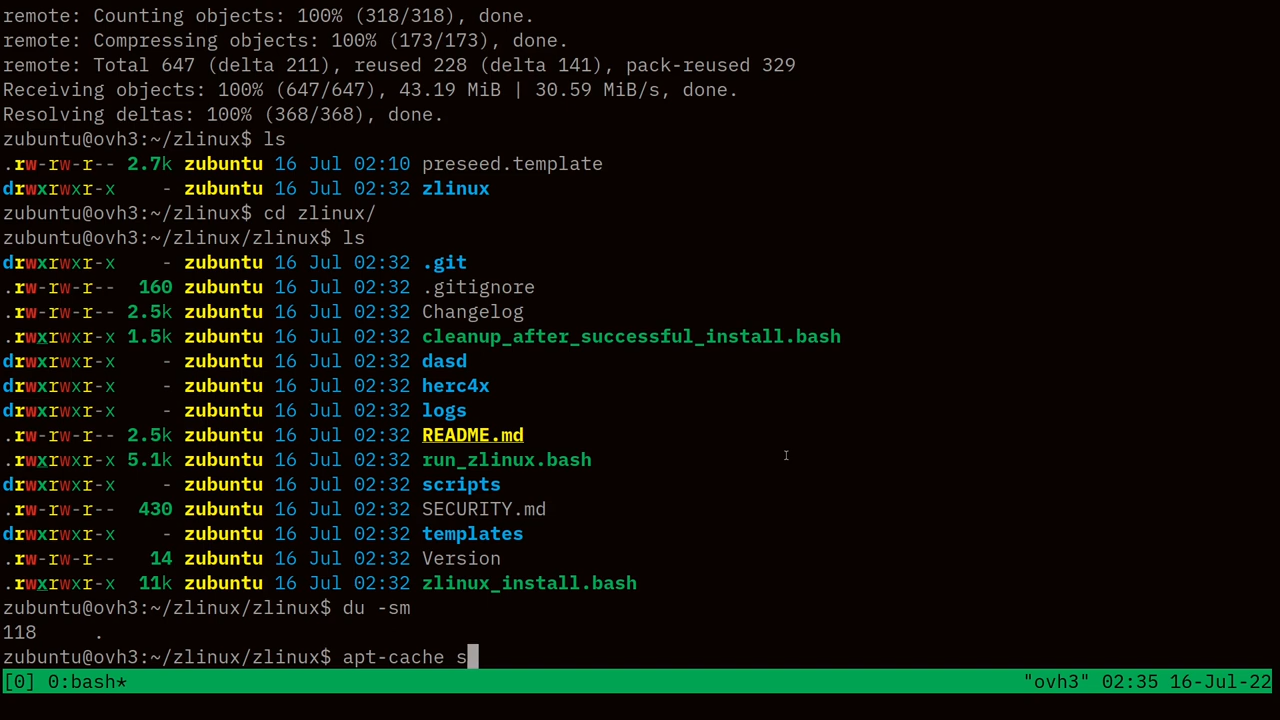 remote: Counting objects: 100% (318/318), done.
remote: Compressing objects: 100% (173/173), done.
remote: Total 647 (delta 211), reused 228 (delta 141), pack-reused 329
Receiving objects: 100% (647/647), 43.19 MiB | 30.59 MiB/s, done.
Resolving deltas: 100% (368/368), done.
zubuntu@ovh3:~/zlinux$ ls
.rw-rw-r-- 2.7k zubuntu 16 Jul 02:10 preseed.template
drwxrwxr-x    - zubuntu 16 Jul 02:32 zlinux
zubuntu@ovh3:~/zlinux$ cd zlinux/
zubuntu@ovh3:~/zlinux/zlinux$ ls
drwxrwxr-x    - zubuntu 16 Jul 02:32 .git
.rw-rw-r--  160 zubuntu 16 Jul 02:32 .gitignore
.rw-rw-r-- 2.5k zubuntu 16 Jul 02:32 Changelog
.rwxrwxr-x 1.5k zubuntu 16 Jul 02:32 cleanup_after_successful_install.bash
drwxrwxr-x    - zubuntu 16 Jul 02:32 dasd
drwxrwxr-x    - zubuntu 16 Jul 02:32 herc4x
drwxrwxr-x    - zubuntu 16 Jul 02:32 logs
.rw-rw-r-- 2.5k zubuntu 16 Jul 02:32 README.md
.rwxrwxr-x 5.1k zubuntu 16 Jul 02:32 run_zlinux.bash
drwxrwxr-x    - zubuntu 16 Jul 02:32 scripts
.rw-rw-r--  430 zubuntu 16 Jul 02:32 SECURITY.md
drwxrwxr-x    - zubuntu 16 Jul 02:32 templates
.rw-rw-r--   14 zubuntu 16 Jul 02:32 Version
.rwxrwxr-x  11k zubuntu 16 Jul 02:32 zlinux_install.bash
zubuntu@ovh3:~/zlinux/zlinux$ du -sm
118     .
zubuntu@ovh3:~/zlinux/zlinux$ apt-cache s
[0] 0:bash* "ovh3" 02:35 16-Jul-22